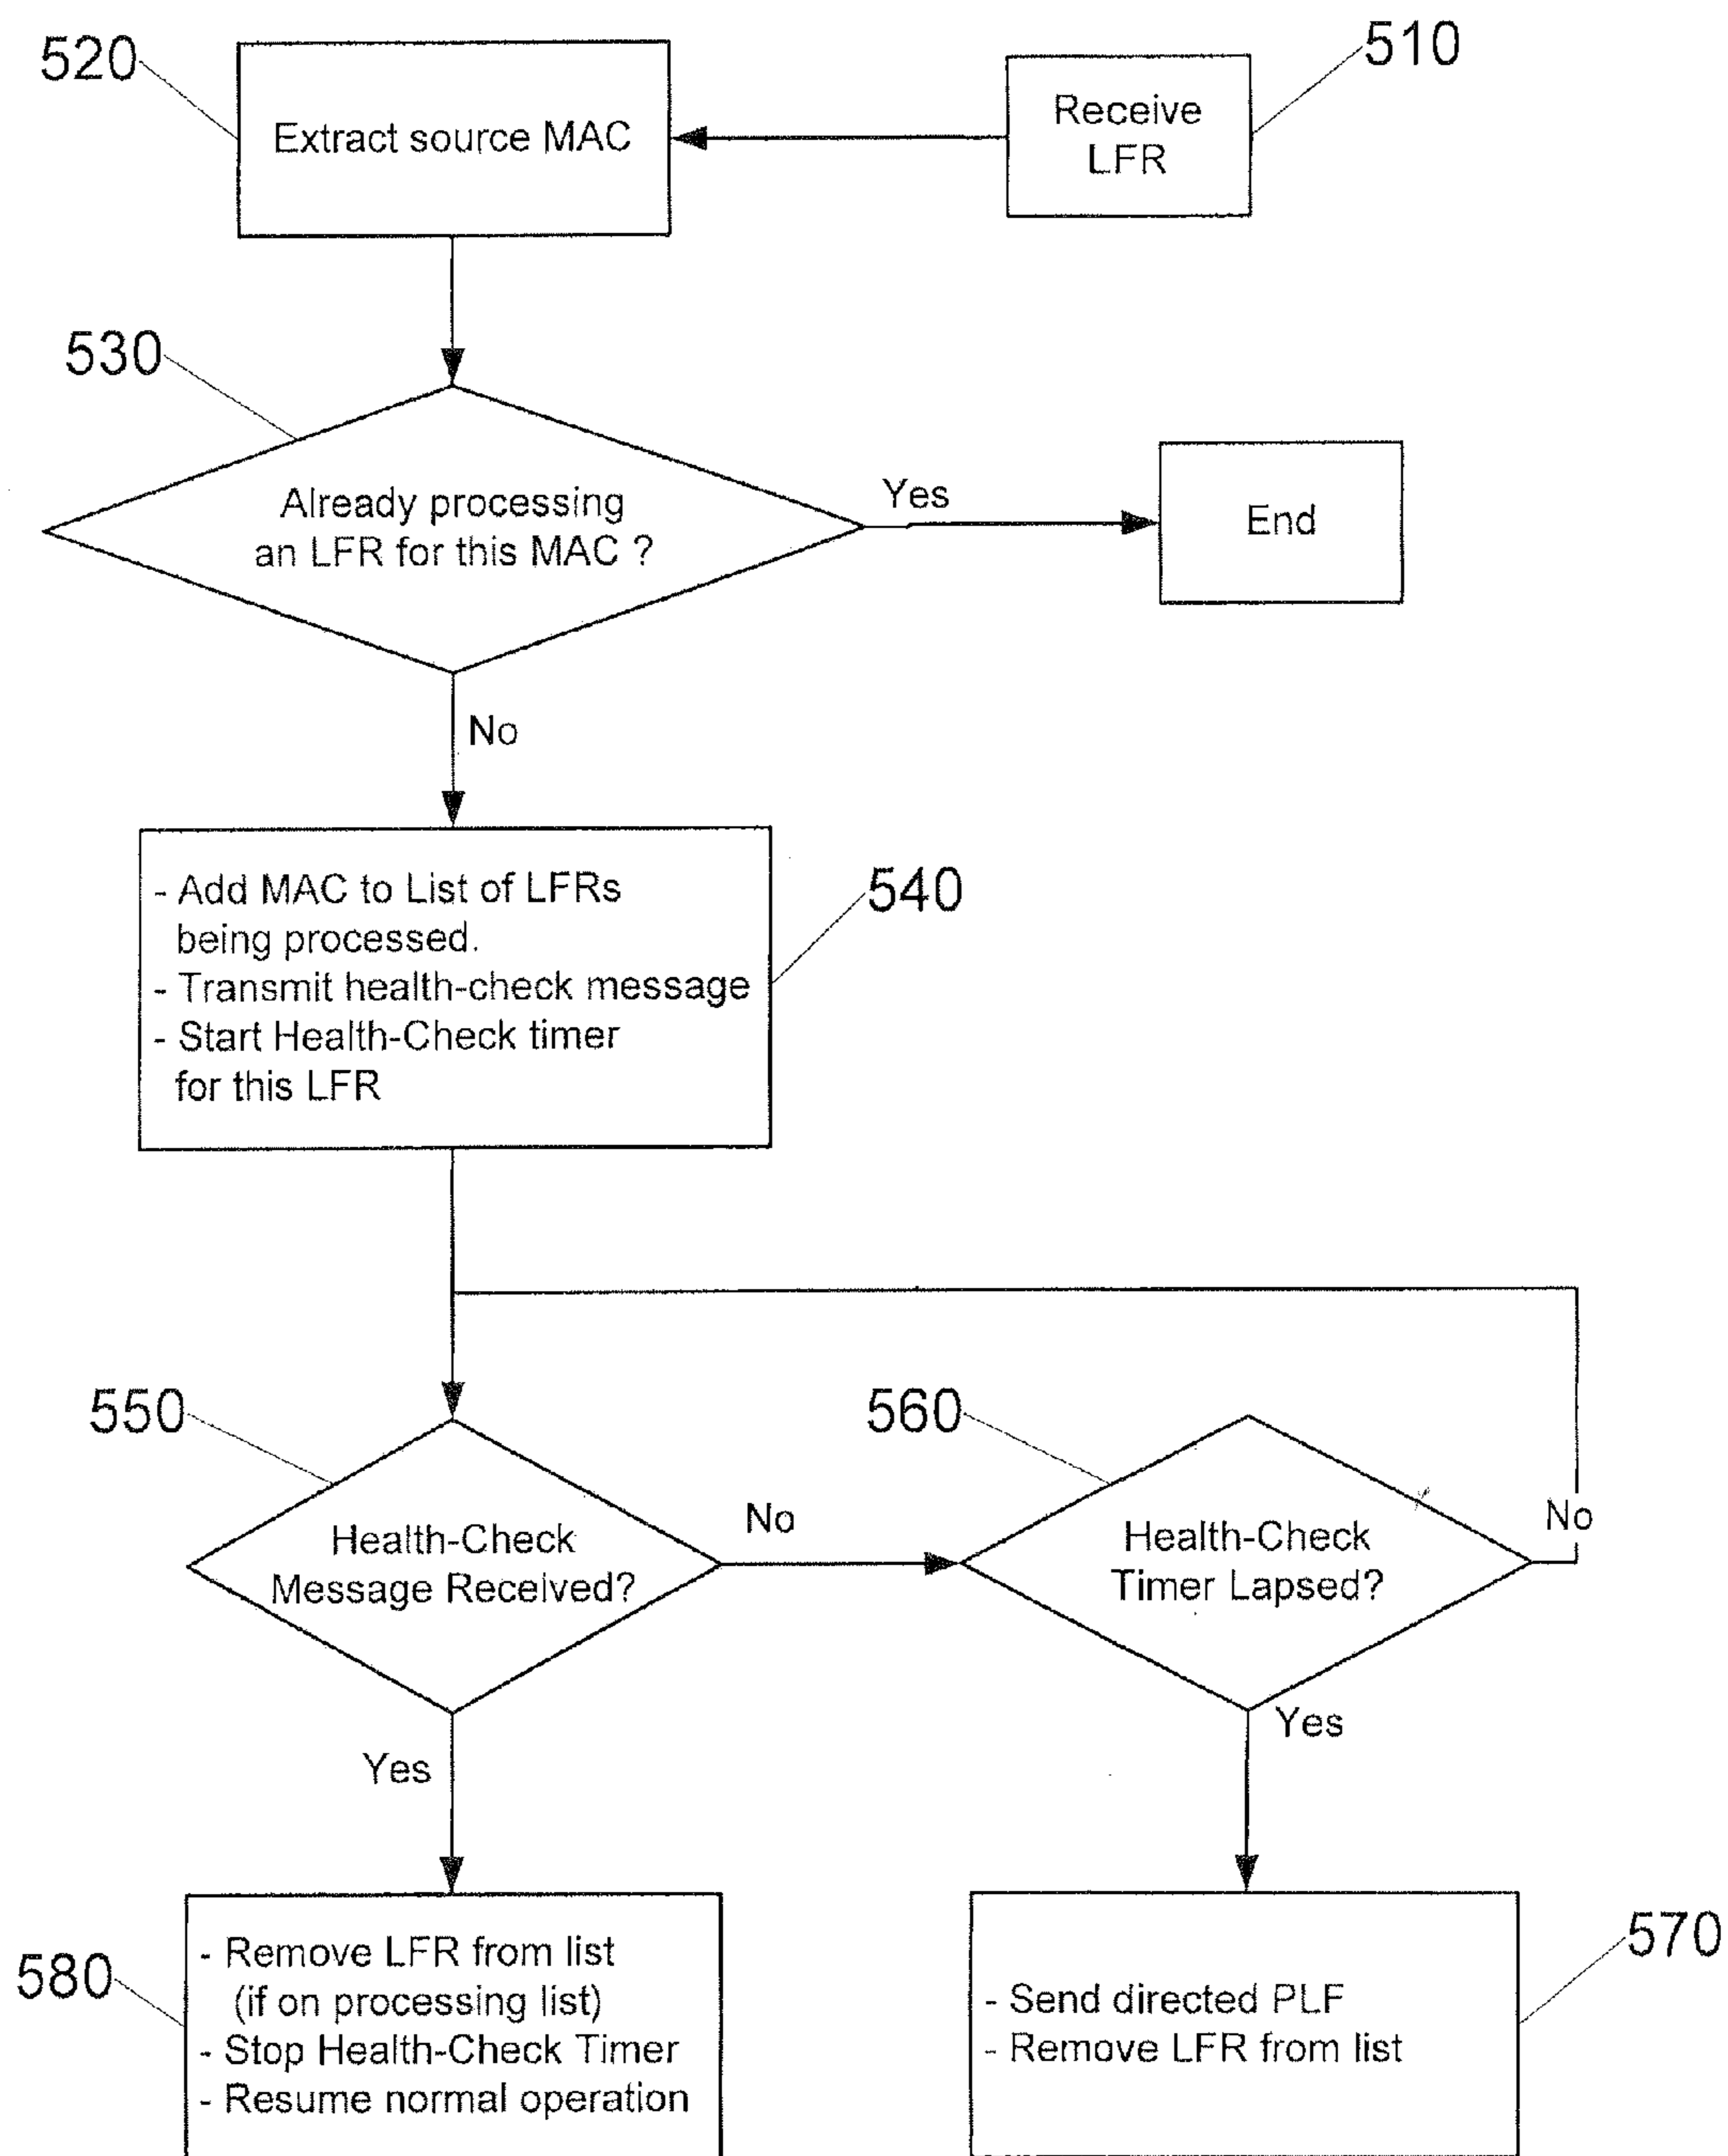 520
510
Extract source MAC
Receive
LFR
530
Already processing
an LFR for this MAC ?
Yes
End
No
- Add MAC to List of LFRs
being processed.
- Transmit health-check message
- Start Health-Check timer
for this LFR
540
550
560
Health-Check
Message Received?
No
Health-Check
Timer Lapsed?
No
Yes
Yes
580
- Remove LFR from list
(if on processing list)
- Stop Health-Check Timer
- Resume normal operation
570
- Send directed PLF
- Remove LFR from list